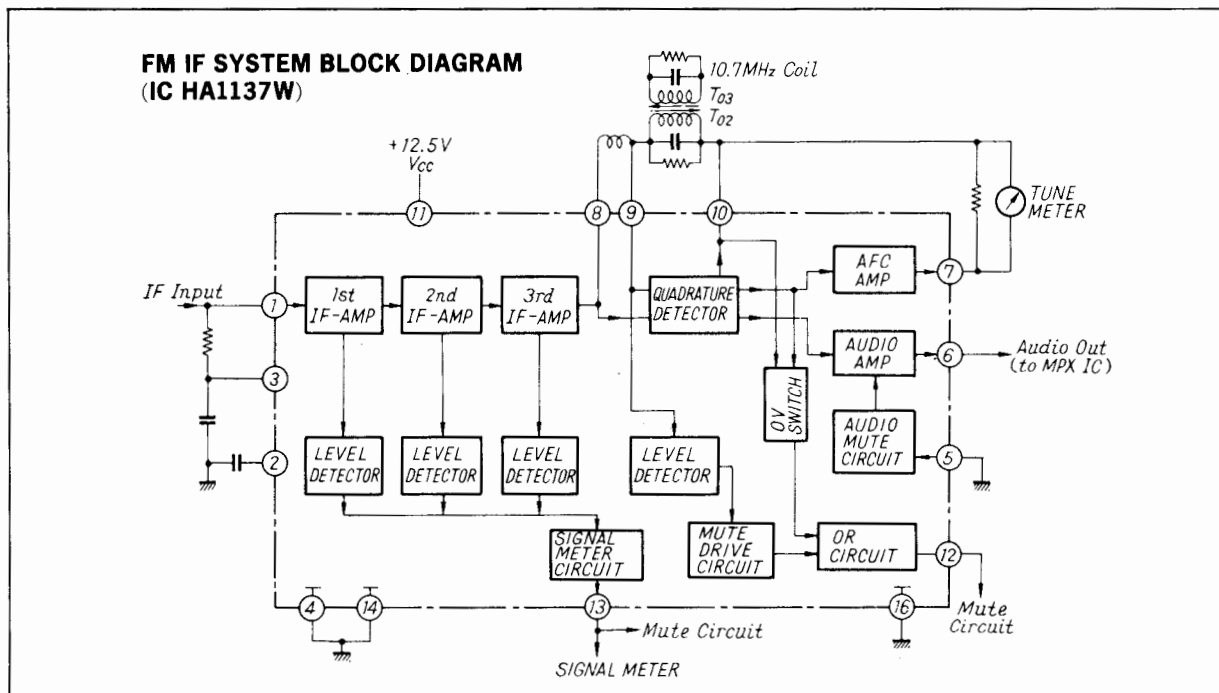 FM IF SYSTEM BLOCK DIAGRAM
(IC HA1137W)
10.7MHz Coil
T03
T02
+12.5V
Vcc
TUNE
METER
11
8
9
10
IF Input
1
1st
IF-AMP
2nd
IF-AMP
3rd
IF-AMP
QUADRATURE
DETECTOR
AFC
AMP
7
3
AUDIO
AMP
6
Audio Out
(to MPX IC)
OV
SWITCH
2
LEVEL
DETECTOR
LEVEL
DETECTOR
LEVEL
DETECTOR
LEVEL
DETECTOR
AUDIO
MUTE
CIRCUIT
5
SIGNAL
METER
CIRCUIT
MUTE
DRIVE
CIRCUIT
OR
CIRCUIT
12
4
14
13
16
Mute Circuit
Mute
Circuit
SIGNAL METER